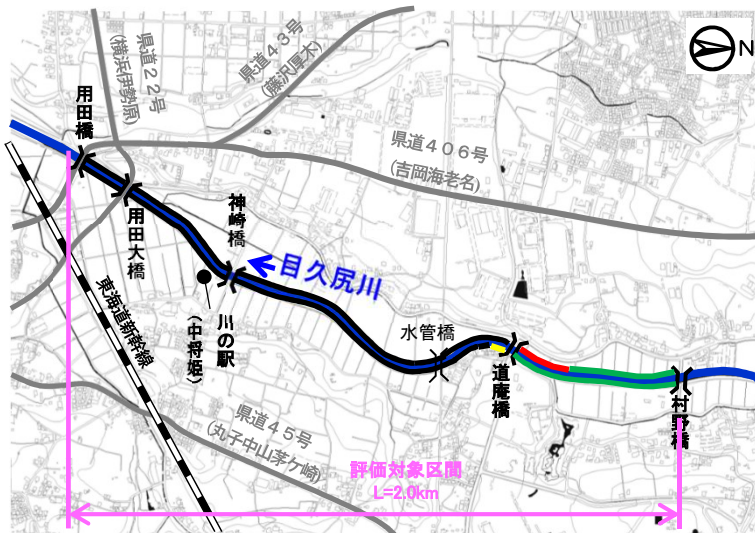 N
県道43号
(藤沢厚木)
県道22号
(横浜伊勢原)
用田橋
県道406号
(吉岡海老名)
神崎橋
用田大橋
目久尻川
東海道新幹線
川の駅
(中将姫)
水管橋
道庵橋
村野橋
県道45号
(丸子中山茅ケ崎)
評価対象区間
L=2.0km